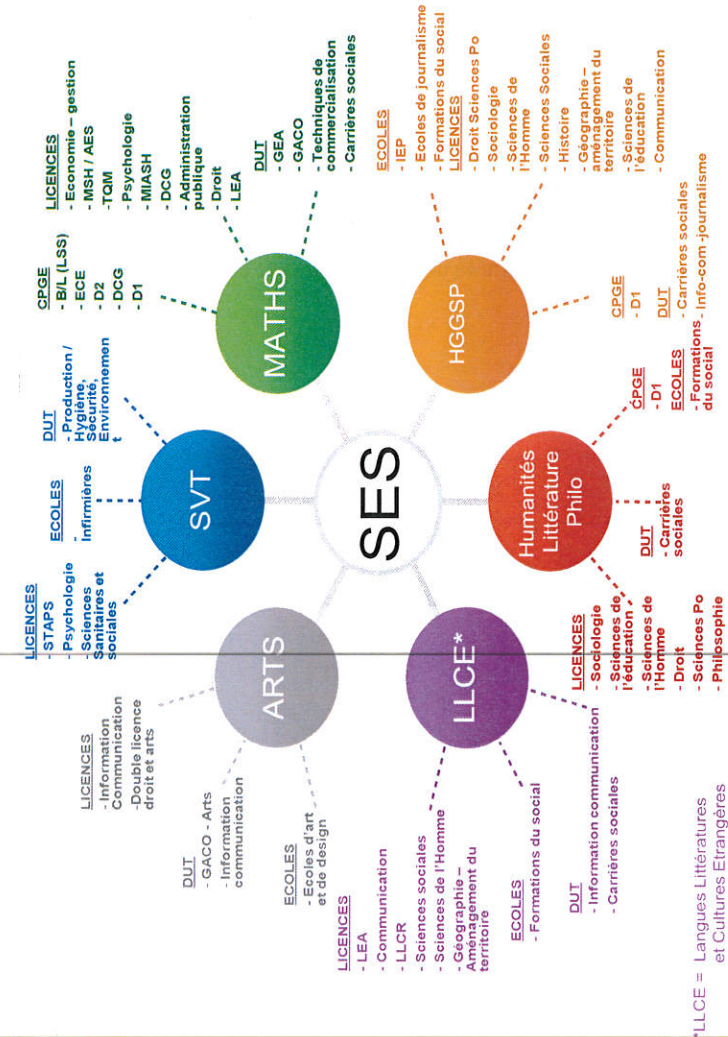 SES
ARTS
LICENCES
- Information
Communication
-Double licence
droit et arts
DUT
- GACO - Arts
- Information
communication
ECOLES
- Ecoles d'art
et de design
SVT
LICENCES
- STAPS
- Psychologie
- Sciences
Sanitaires et
sociales
ECOLES
-
Infirmières
DUT
- Production /
Hygiène,
Sécurité,
Environnemen
t
MATHS
CPGE
- B/L (LSS)
- ECE
- D2
- DCG
- D1
LICENCES
- Economie – gestion
- MSH / AES
-TQM
- Psychologie
- MIASH
- DCG
- Administration
publique
- Droit
- LEA
DUT
- GEA
- GACO
- Techniques de
commercialisation
- Carrières sociales
LLCE*
LICENCES
- LEA
- Communication
- LLCR
- Sciences sociales
- Sciences de l'Homme
- Géographie –
Aménagement du
territoire
ECOLES
- Formations du social
DUT
- Information communication
- Carrières sociales
Humanités
Littérature
Philo
LICENCES
- Sociologie
- Sciences de
l'éducation
- Sciences de
l'Homme
- Droit
- Sciences Po
- Philosophie
DUT
- Carrières
sociales
CPGE
- D1
ECOLES
- Formations
du social
HGGSP
ECOLES
- IEP
- Ecoles de journalisme
- Formations du social
LICENCES
- Droit Sciences Po
- Sociologie
- Sciences de
l'Homme
- Sciences Sociales
- Histoire
- Géographie –
aménagement du
territoire
- Sciences de
l'éducation
- Communication
CPGE
- D1
DUT
- Carrières sociales
- Info-com -journalisme
*LLCE = Langues Littératures
et Cultures Etrangères